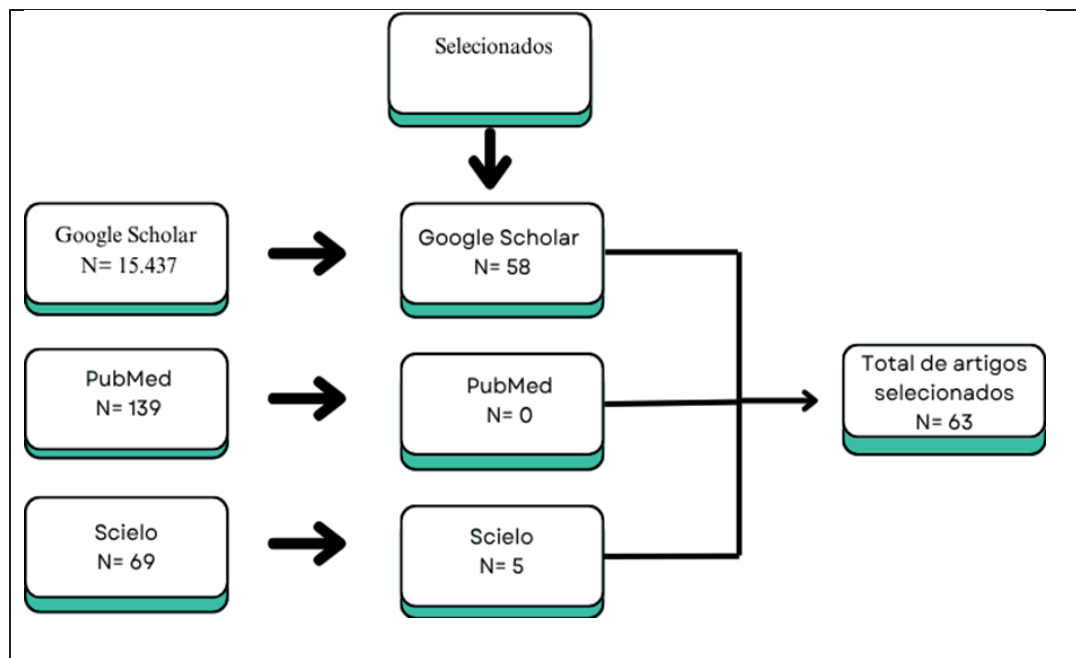 Selecionados
Google Scholar
N= 15.437
Google Scholar
N= 58
PubMed
N= 139
PubMed
N= 0
Scielo
N= 69
Scielo
N= 5
Total de artigos
selecionados
N= 63